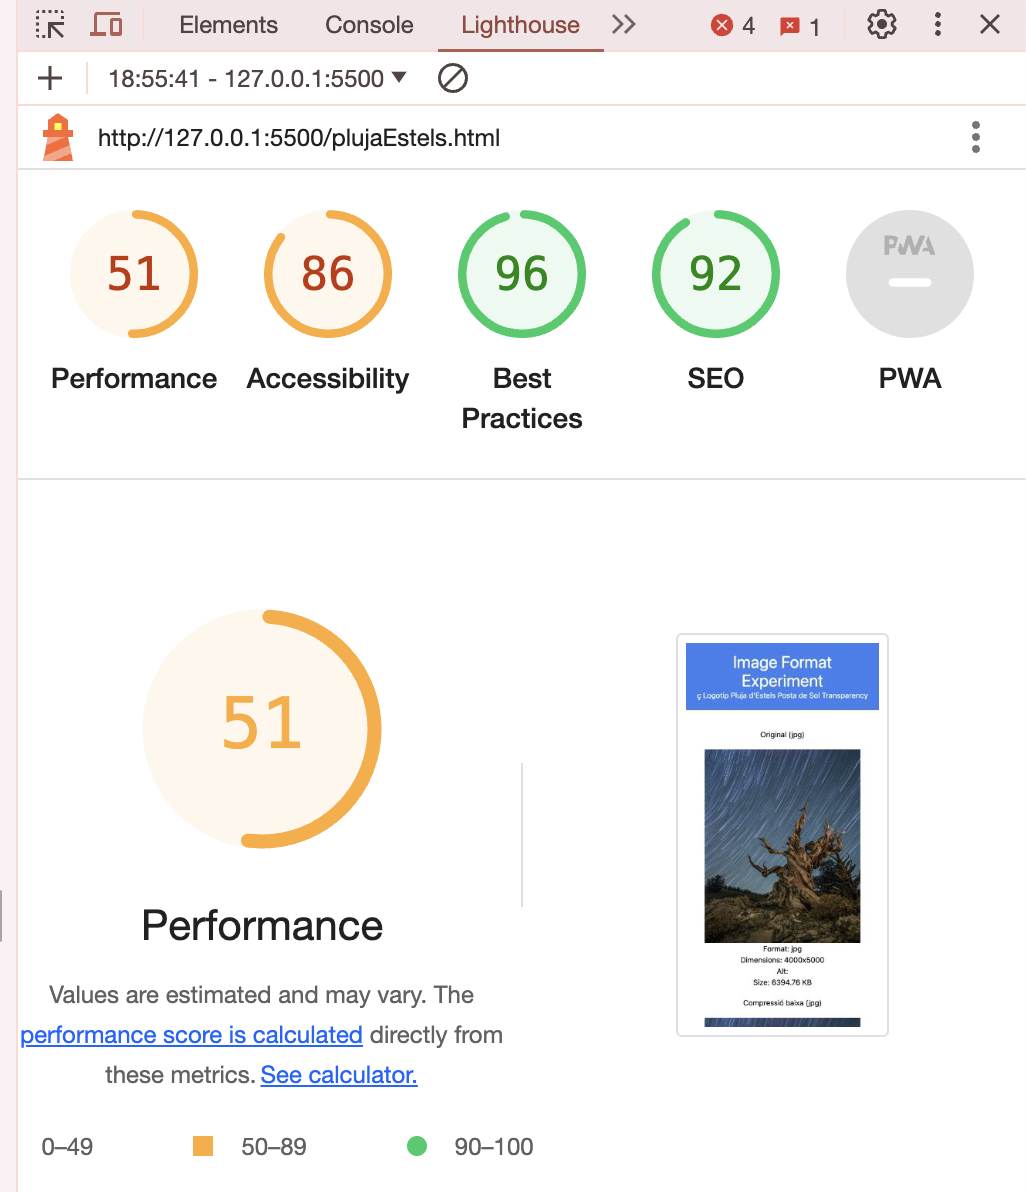 Elements Console Lighthouse 4 1
18:55:41 - 127.0.0.1:5500
http://127.0.0.1:5500/plujaEstels.html
51 86 96 92 PWA
Performance Accessibility Best Practices SEO PWA
51
Performance
Values are estimated and may vary. The
performance score is calculated directly from
these metrics. See calculator.
0–49 50–89 90–100
Image Format
Experiment
ç Logotip Pluja d'Estels Posta de Sol Transparency
Original (jpg)
Format: jpg
Dimensions: 4000x5000
Alt:
Size: 6394.76 KB
Compressió baixa (jpg)